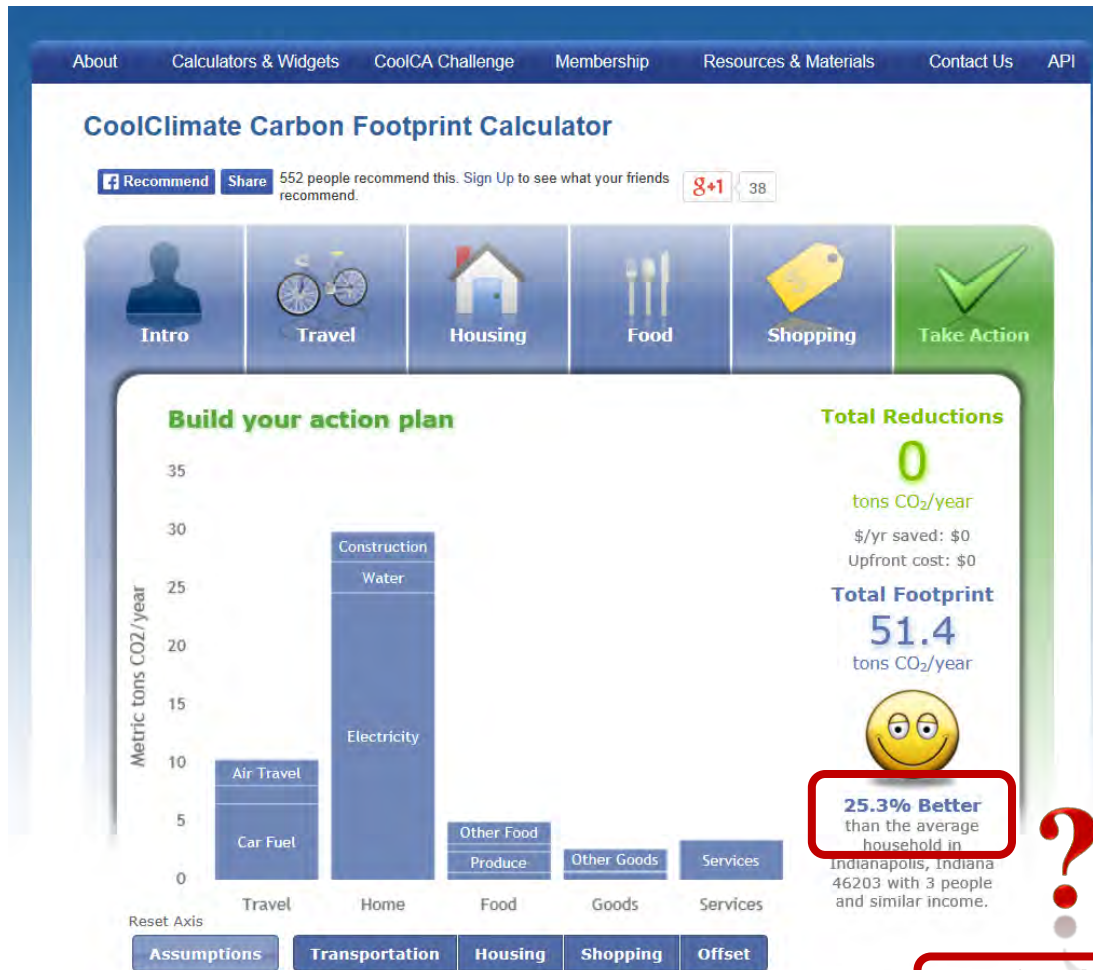 About Calculators & Widgets CoolCA Challenge Membership Resources & Materials Contact Us API
CoolClimate Carbon Footprint Calculator
Recommend Share 552 people recommend this. Sign Up to see what your friends
recommend.
g+1 38
Intro Travel Housing Food Shopping Take Action
Build your action plan
Total Reductions
0
tons CO₂/year
$/yr saved: $0
Upfront cost: $0
Total Footprint
51.4
tons CO₂/year
25.3% Better
than the average
household in
Indianapolis, Indiana
46203 with 3 people
and similar income.
?
Metric tons CO2/year
35
30
25
20
15
10
5
0
Air Travel
Car Fuel
Construction
Water
Electricity
Other Food
Produce
Other Goods
Services
Travel Home Food Goods Services
Reset Axis
Assumptions Transportation Housing Shopping Offset